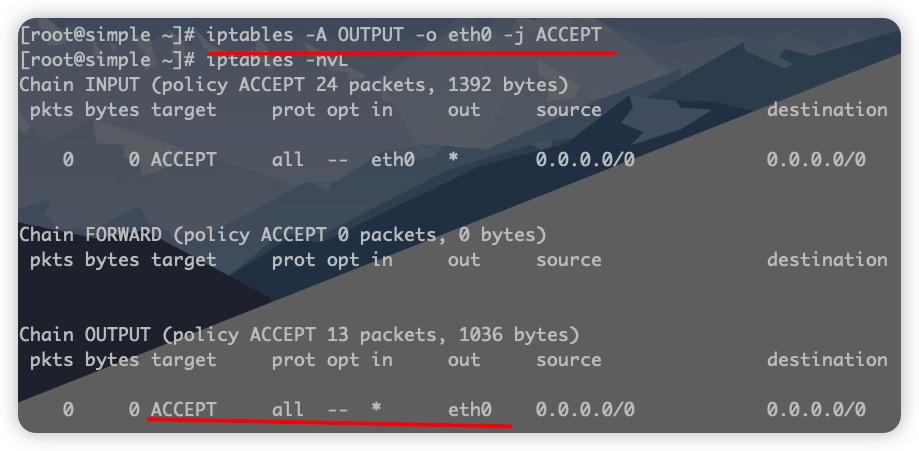 [root@simple ~]# iptables -A OUTPUT -o eth0 -j ACCEPT
[root@simple ~]# iptables -nvL
Chain INPUT (policy ACCEPT 24 packets, 1392 bytes)
pkts bytes target prot opt in out source destination
0 0 ACCEPT all -- eth0 * 0.0.0.0/0 0.0.0.0/0
Chain FORWARD (policy ACCEPT 0 packets, 0 bytes)
pkts bytes target prot opt in out source destination
Chain OUTPUT (policy ACCEPT 13 packets, 1036 bytes)
pkts bytes target prot opt in out source destination
0 0 ACCEPT all -- * eth0 0.0.0.0/0 0.0.0.0/0